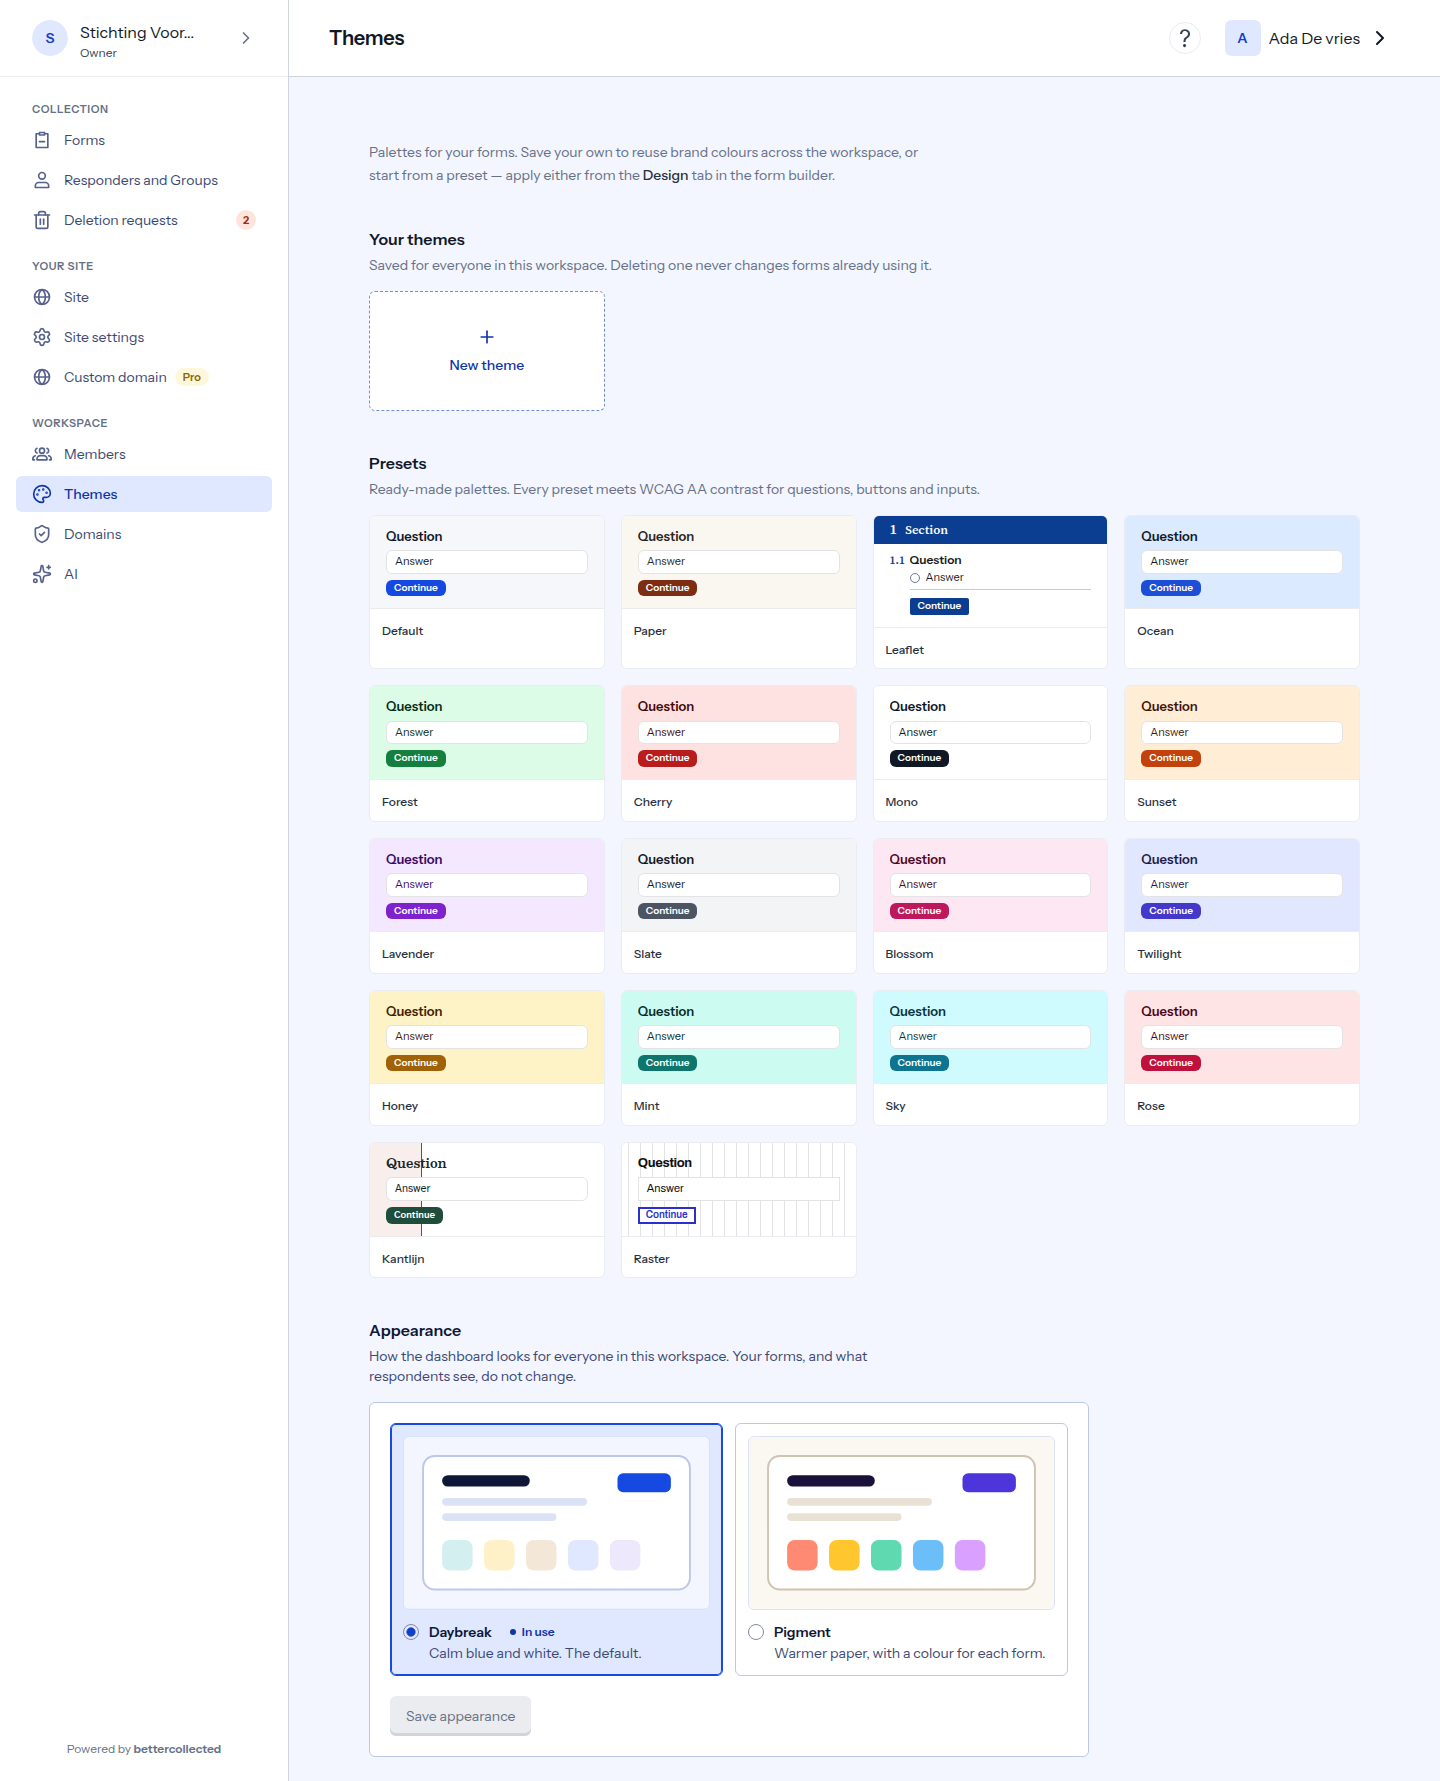 S
Stichting Voor...
Owner
COLLECTION
Forms
Responders and Groups
Deletion requests 2
YOUR SITE
Site
Site settings
Custom domain Pro
WORKSPACE
Members
Themes
Domains
AI
Powered by bettercollected
Themes
?
A
Ada De vries
Palettes for your forms. Save your own to reuse brand colours across the workspace, or
start from a preset — apply either from the Design tab in the form builder.
Your themes
Saved for everyone in this workspace. Deleting one never changes forms already using it.
New theme
Presets
Ready-made palettes. Every preset meets WCAG AA contrast for questions, buttons and inputs.
Question
Answer
Continue
Default
Question
Answer
Continue
Paper
1 Section
1.1 Question
Answer
Continue
Leaflet
Question
Answer
Continue
Ocean
Question
Answer
Continue
Forest
Question
Answer
Continue
Cherry
Question
Answer
Continue
Mono
Question
Answer
Continue
Sunset
Question
Answer
Continue
Lavender
Question
Answer
Continue
Slate
Question
Answer
Continue
Blossom
Question
Answer
Continue
Twilight
Question
Answer
Continue
Honey
Question
Answer
Continue
Mint
Question
Answer
Continue
Sky
Question
Answer
Continue
Rose
Question
Answer
Continue
Kantlijn
Question
Answer
Continue
Raster
Appearance
How the dashboard looks for everyone in this workspace. Your forms, and what
respondents see, do not change.
Daybreak In use
Calm blue and white. The default.
Pigment
Warmer paper, with a colour for each form.
Save appearance